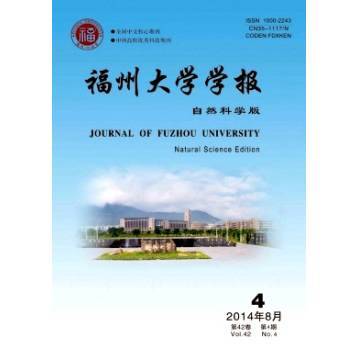 福
全国中文核心期刊
中国高校优秀科技期刊
ISSN 1000-2243
CN35-1117/N
CODEN FDXKEN
福州大学学报
自然科学版
JOURNAL OF FUZHOU UNIVERSITY
Natural Science Edition
4
2014年8月
第42卷 第4期
Vol.42 No.4